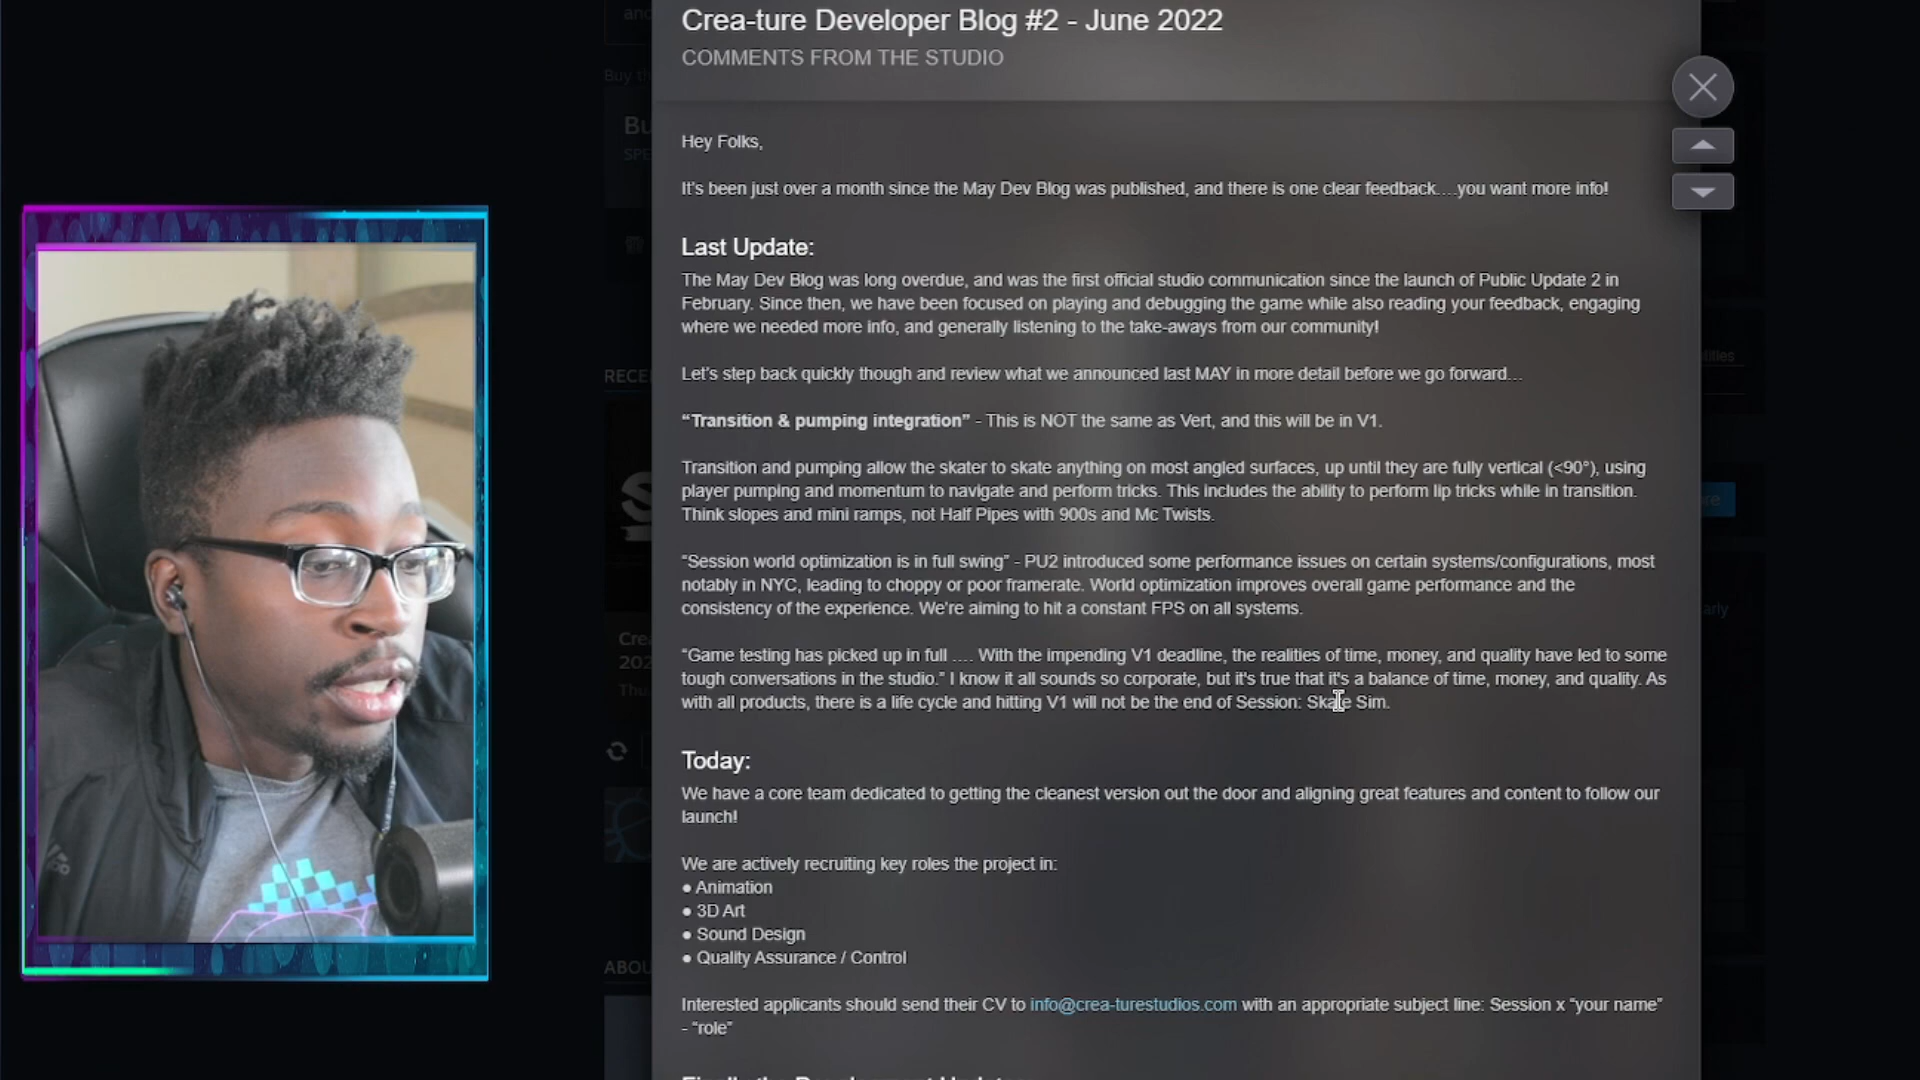 Crea-ture Developer Blog #2 - June 2022
COMMENTS FROM THE STUDIO
Hey Folks,
It's been just over a month since the May Dev Blog was published, and there is one clear feedback....you want more info!
Last Update:
The May Dev Blog was long overdue, and was the first official studio communication since the launch of Public Update 2 in
February. Since then, we have been focused on playing and debugging the game while also reading your feedback, engaging
where we needed more info, and generally listening to the take-aways from our community!
Let's step back quickly though and review what we announced last MAY in more detail before we go forward...
“Transition & pumping integration” - This is NOT the same as Vert, and this will be in V1.
Transition and pumping allow the skater to skate anything on most angled surfaces, up until they are fully vertical (<90°), using
player pumping and momentum to navigate and perform tricks. This includes the ability to perform lip tricks while in transition.
Think slopes and mini ramps, not Half Pipes with 900s and Mc Twists.
“Session world optimization is in full swing” - PU2 introduced some performance issues on certain systems/configurations, most
notably in NYC, leading to choppy or poor framerate. World optimization improves overall game performance and the
consistency of the experience. We're aiming to hit a constant FPS on all systems.
“Game testing has picked up in full .... With the impending V1 deadline, the realities of time, money, and quality have led to some
tough conversations in the studio.” I know it all sounds so corporate, but it's true that it's a balance of time, money, and quality. As
with all products, there is a life cycle and hitting V1 will not be the end of Session: Skate Sim.
Today:
We have a core team dedicated to getting the cleanest version out the door and aligning great features and content to follow our
launch!
We are actively recruiting key roles the project in:
● Animation
● 3D Art
● Sound Design
● Quality Assurance / Control
Interested applicants should send their CV to info@crea-turestudios.com with an appropriate subject line: Session x “your name”
- “role”